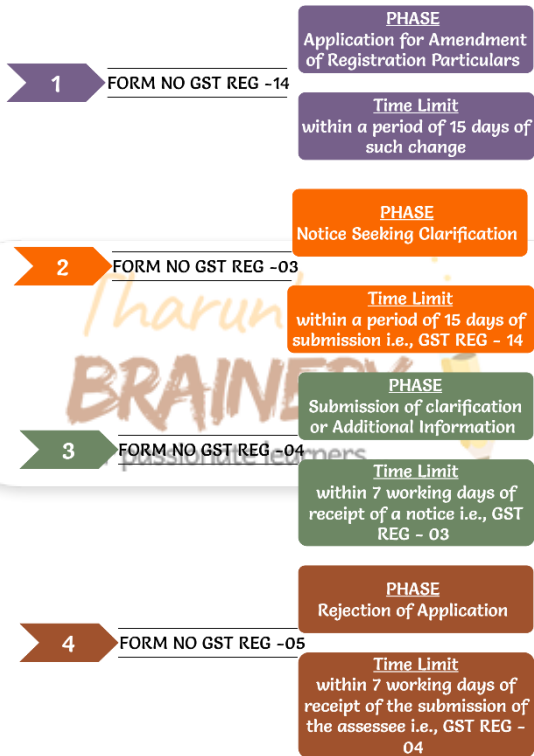 PHASE
Application for Amendment
of Registration Particulars
1
FORM NO GST REG -14
Time Limit
within a period of 15 days of
such change
PHASE
Notice Seeking Clarification
2
FORM NO GST REG -03
Time Limit
within a period of 15 days of
submission i.e., GST REG - 14
Tharun's
BRAINERY
passionate learners
PHASE
Submission of clarification
or Additional Information
3
FORM NO GST REG -04
Time Limit
within 7 working days of
receipt of a notice i.e., GST
REG - 03
PHASE
Rejection of Application
4
FORM NO GST REG -05
Time Limit
within 7 working days of
receipt of the submission of
the assessee i.e., GST REG -
04